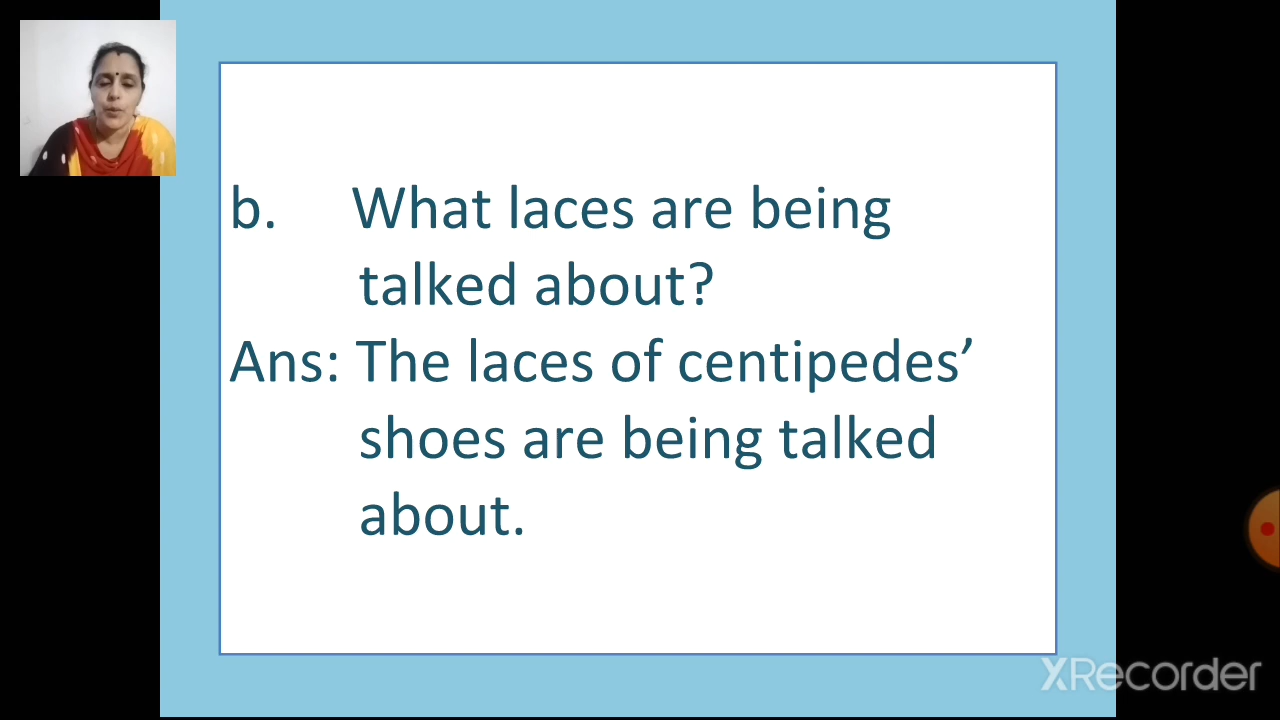 b. What laces are being
talked about?
Ans: The laces of centipedes’
shoes are being talked
about.
XRecorder